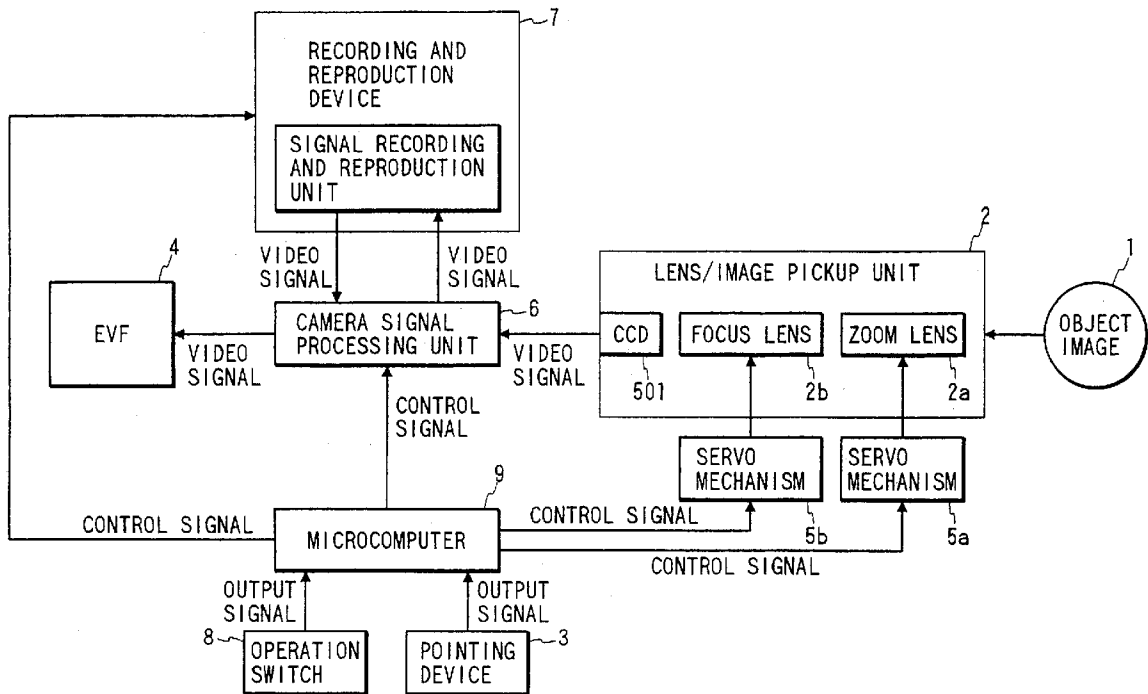 7
RECORDING AND
REPRODUCTION
DEVICE
SIGNAL RECORDING
AND REPRODUCTION
UNIT
2
4
VIDEO
SIGNAL
VIDEO
SIGNAL
LENS/IMAGE PICKUP UNIT
1
6
EVF
CAMERA SIGNAL
PROCESSING UNIT
CCD
FOCUS LENS
ZOOM LENS
OBJECT
IMAGE
VIDEO
SIGNAL
VIDEO
SIGNAL
501
2b
2a
CONTROL
SIGNAL
SERVO
MECHANISM
SERVO
MECHANISM
9
CONTROL SIGNAL
MICROCOMPUTER
CONTROL SIGNAL
5b
5a
CONTROL SIGNAL
OUTPUT
SIGNAL
OUTPUT
SIGNAL
8
OPERATION
SWITCH
POINTING
DEVICE
3